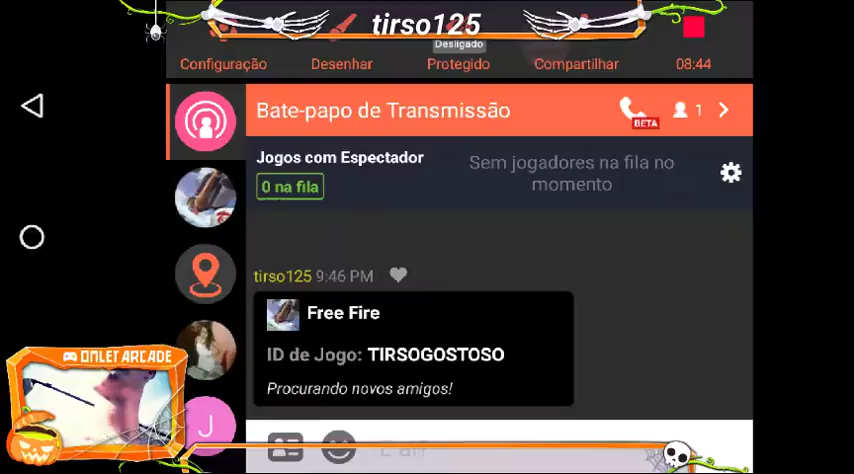 tirso125
Desligado
Configuração Desenhar Protegido Compartilhar 08:44
Bate-papo de Transmissão BETA 1
Jogos com Espectador
0 na fila
Sem jogadores na fila no
momento
tirso125 9:46 PM
Free Fire
ID de Jogo: TIRSOGOSTOSO
Procurando novos amigos!
OMLET ARCADE
J
E aí?